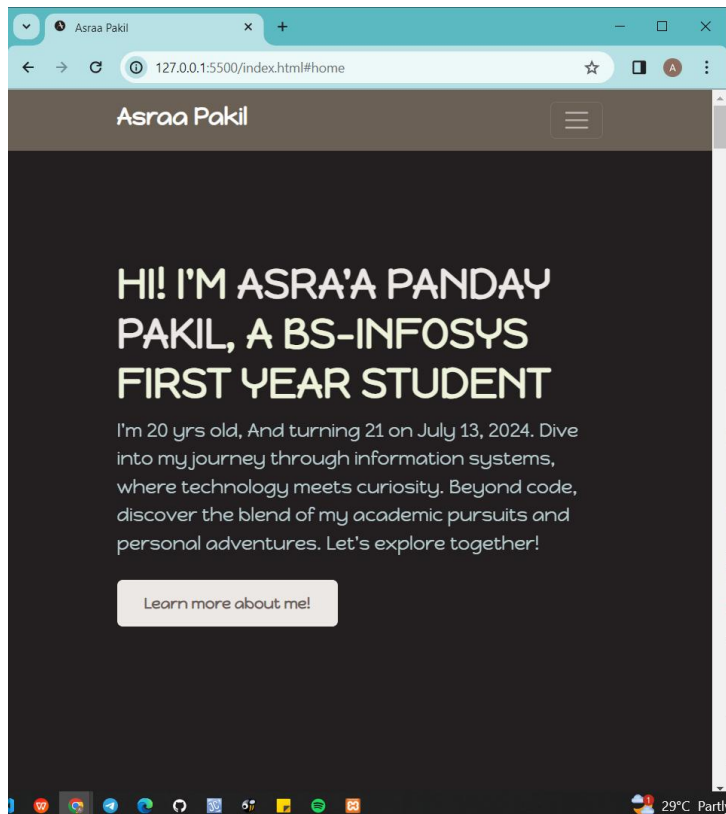 Asraa Pakil
127.0.0.1:5500/index.html#home
A
Asraa Pakil
HI! I'M ASRA'A PANDAY
PAKIL, A BS-INFOSYS
FIRST YEAR STUDENT
I'm 20 yrs old, And turning 21 on July 13, 2024. Dive
into my journey through information systems,
where technology meets curiosity. Beyond code,
discover the blend of my academic pursuits and
personal adventures. Let's explore together!
Learn more about me!
29°C Partly